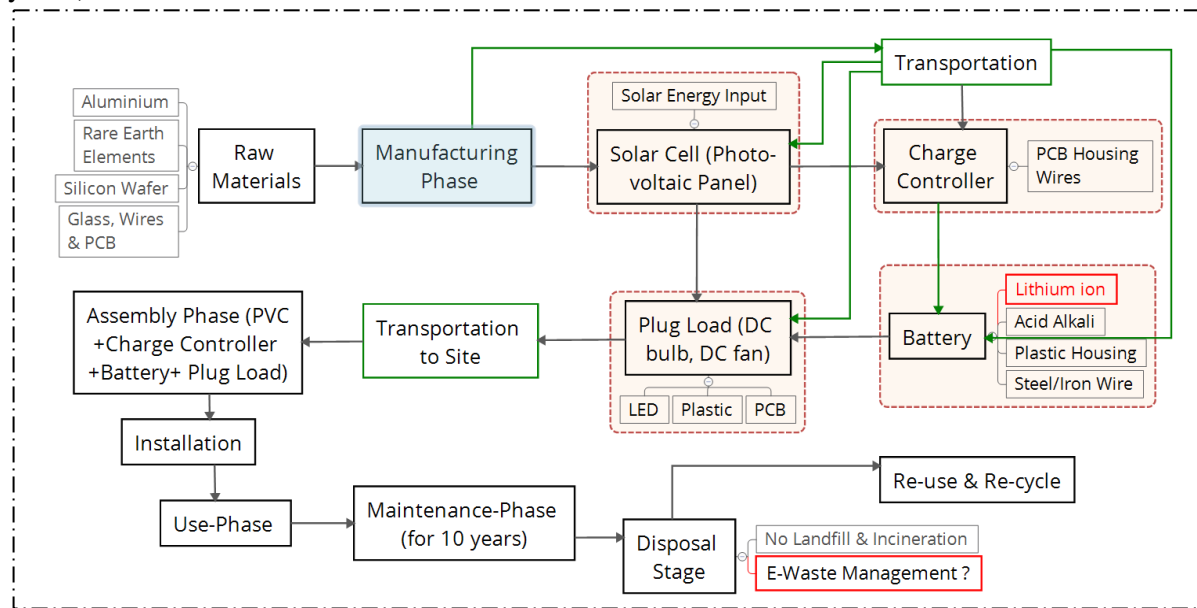 Transportation
Solar Energy Input
Aluminium
Rare Earth
Elements
Silicon Wafer
Glass, Wires
& PCB
Raw
Materials
Manufacturing
Phase
Solar Cell (Photo-
voltaic Panel)
Charge
Controller
PCB Housing
Wires
Assembly Phase (PVC
+Charge Controller
+Battery+ Plug Load)
Transportation
to Site
Plug Load (DC
bulb, DC fan)
LED
Plastic
PCB
Battery
Lithium ion
Acid Alkali
Plastic Housing
Steel/Iron Wire
Installation
Use-Phase
Maintenance-Phase
(for 10 years)
Disposal
Stage
Re-use & Re-cycle
No Landfill & Incineration
E-Waste Management ?